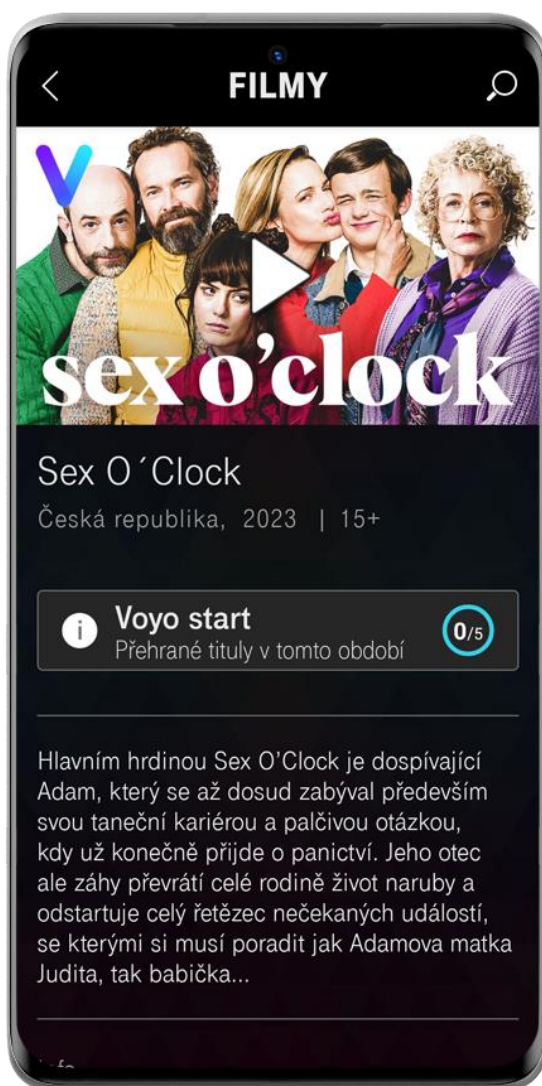 FILMY
sex o’clock
Sex O´Clock
Česká republika, 2023 | 15+
i
Voyo start
Přehrané tituly v tomto období
0/5
Hlavním hrdinou Sex O’Clock je dospívající
Adam, který se až dosud zabýval především
svou taneční kariérou a palčivou otázkou,
kdy už konečně přijde o panictví. Jeho otec
ale záhy převrátí celé rodině život naruby a
odstartuje celý řetězec nečekaných událostí,
se kterými si musí poradit jak Adamova matka
Judita, tak babička...